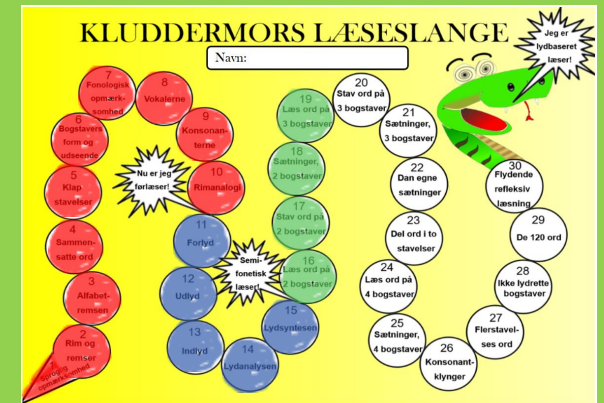 KLUDDERMORS LÆSESLANGE
Navn:
Jeg er
lydbaseret
læser!
1
Sproglig
opmærksomhed
2
Rim og
remser
3
Alfabet-
remsen
4
Sammen-
satte ord
5
Klap
stavelser
6
Bogstavers
form og
udseende
7
Fonologisk
opmærk-
somhed
8
Vokalerne
9
Konsonan-
terne
10
Rimanalogi
Nu er jeg
førlæser!
11
Forlyd
12
Udlyd
13
Indlyd
14
Lydanalysen
15
Lydsyntesen
Semi-
fonetisk
læser!
16
Læs ord på
2 bogstaver
17
Stav ord på
2 bogstaver
18
Sætninger,
2 bogstaver
19
Læs ord på
3 bogstaver
20
Stav ord på
3 bogstaver
21
Sætninger,
3 bogstaver
22
Dan egne
sætninger
23
Del ord i to
stavelser
24
Læs ord på
4 bogstaver
25
Sætninger,
4 bogstaver
26
Konsonant-
klynger
27
Flerstavel-
ses ord
28
Ikke lydrette
bogstaver
29
De 120 ord
30
Flydende
refleksiv
læsning